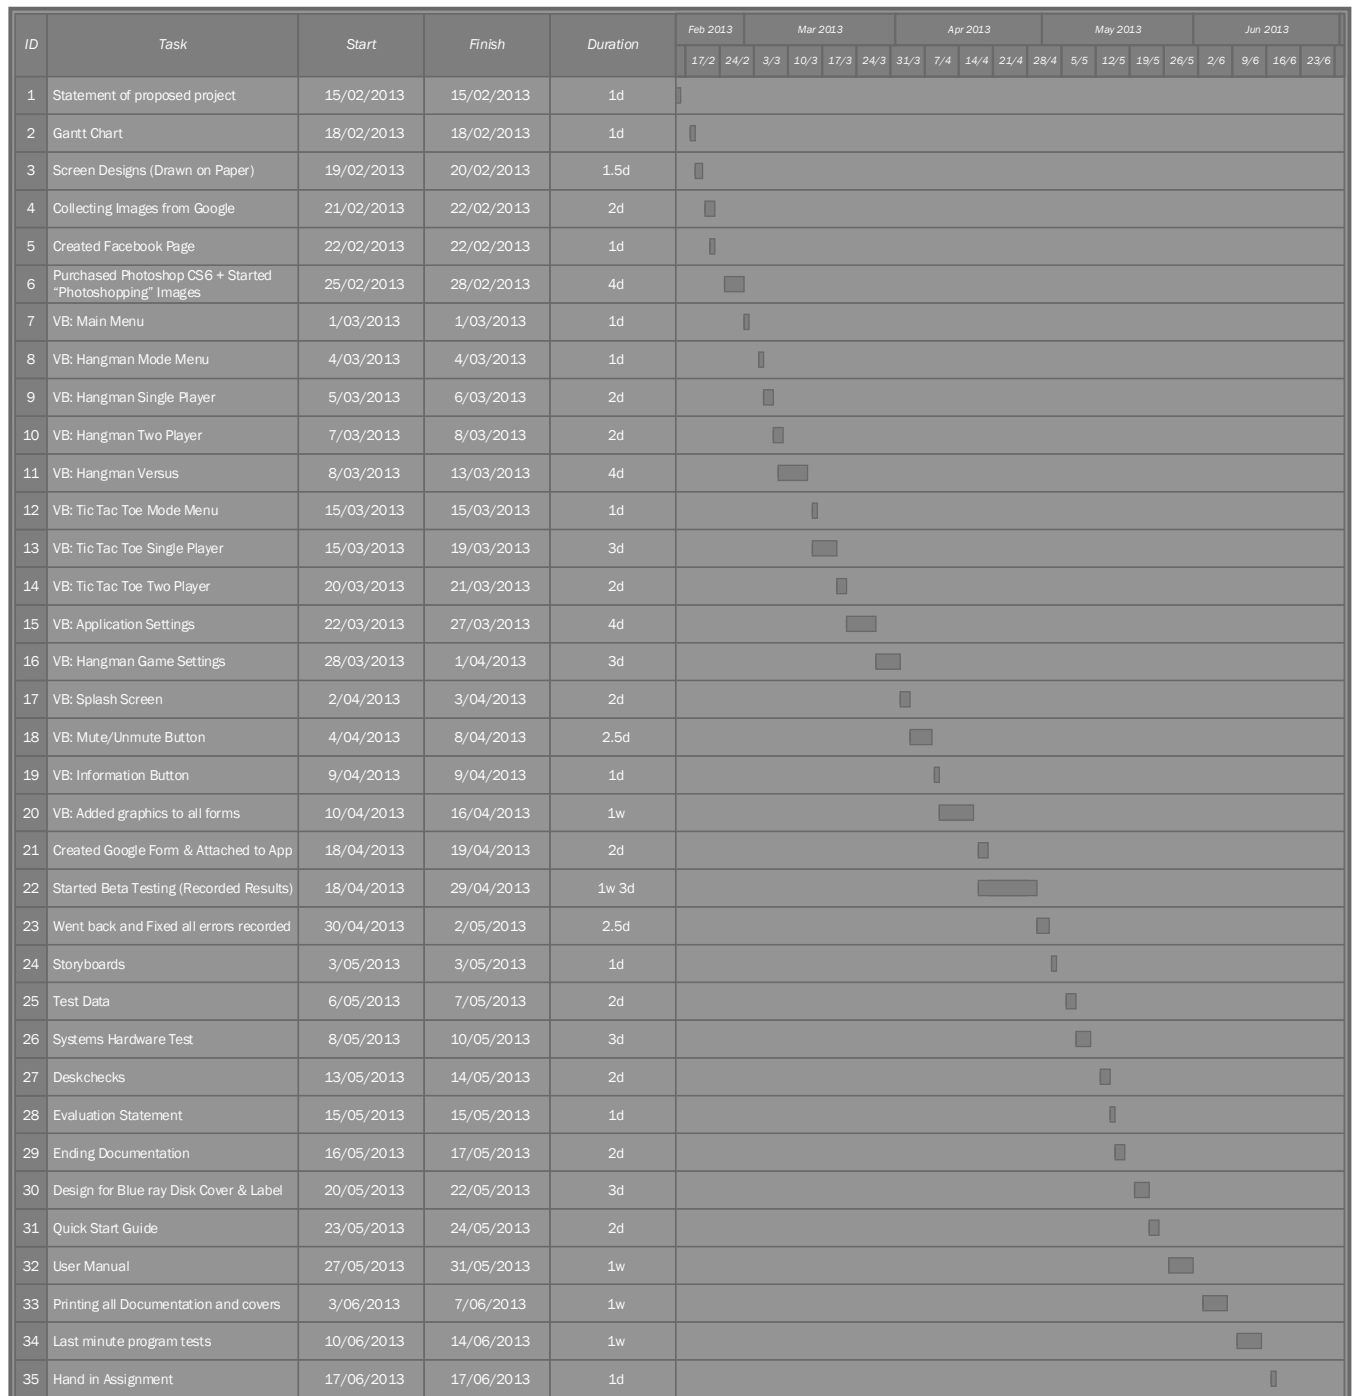 ID Task Start Finish Duration Feb 2013 Mar 2013 Apr 2013 May 2013 Jun 2013
17/2 24/2 3/3 10/3 17/3 24/3 31/3 7/4 14/4 21/4 28/4 5/5 12/5 19/5 26/5 2/6 9/6 16/6 23/6
1 Statement of proposed project 15/02/2013 15/02/2013 1d
2 Gantt Chart 18/02/2013 18/02/2013 1d
3 Screen Designs (Drawn on Paper) 19/02/2013 20/02/2013 1.5d
4 Collecting Images from Google 21/02/2013 22/02/2013 2d
5 Created Facebook Page 22/02/2013 22/02/2013 1d
6 Purchased Photoshop CS6 + Started
“Photoshopping” Images 25/02/2013 28/02/2013 4d
7 VB: Main Menu 1/03/2013 1/03/2013 1d
8 VB: Hangman Mode Menu 4/03/2013 4/03/2013 1d
9 VB: Hangman Single Player 5/03/2013 6/03/2013 2d
10 VB: Hangman Two Player 7/03/2013 8/03/2013 2d
11 VB: Hangman Versus 8/03/2013 13/03/2013 4d
12 VB: Tic Tac Toe Mode Menu 15/03/2013 15/03/2013 1d
13 VB: Tic Tac Toe Single Player 15/03/2013 19/03/2013 3d
14 VB: Tic Tac Toe Two Player 20/03/2013 21/03/2013 2d
15 VB: Application Settings 22/03/2013 27/03/2013 4d
16 VB: Hangman Game Settings 28/03/2013 1/04/2013 3d
17 VB: Splash Screen 2/04/2013 3/04/2013 2d
18 VB: Mute/Unmute Button 4/04/2013 8/04/2013 2.5d
19 VB: Information Button 9/04/2013 9/04/2013 1d
20 VB: Added graphics to all forms 10/04/2013 16/04/2013 1w
21 Created Google Form & Attached to App 18/04/2013 19/04/2013 2d
22 Started Beta Testing (Recorded Results) 18/04/2013 29/04/2013 1w 3d
23 Went back and Fixed all errors recorded 30/04/2013 2/05/2013 2.5d
24 Storyboards 3/05/2013 3/05/2013 1d
25 Test Data 6/05/2013 7/05/2013 2d
26 Systems Hardware Test 8/05/2013 10/05/2013 3d
27 Deskchecks 13/05/2013 14/05/2013 2d
28 Evaluation Statement 15/05/2013 15/05/2013 1d
29 Ending Documentation 16/05/2013 17/05/2013 2d
30 Design for Blue ray Disk Cover & Label 20/05/2013 22/05/2013 3d
31 Quick Start Guide 23/05/2013 24/05/2013 2d
32 User Manual 27/05/2013 31/05/2013 1w
33 Printing all Documentation and covers 3/06/2013 7/06/2013 1w
34 Last minute program tests 10/06/2013 14/06/2013 1w
35 Hand in Assignment 17/06/2013 17/06/2013 1d